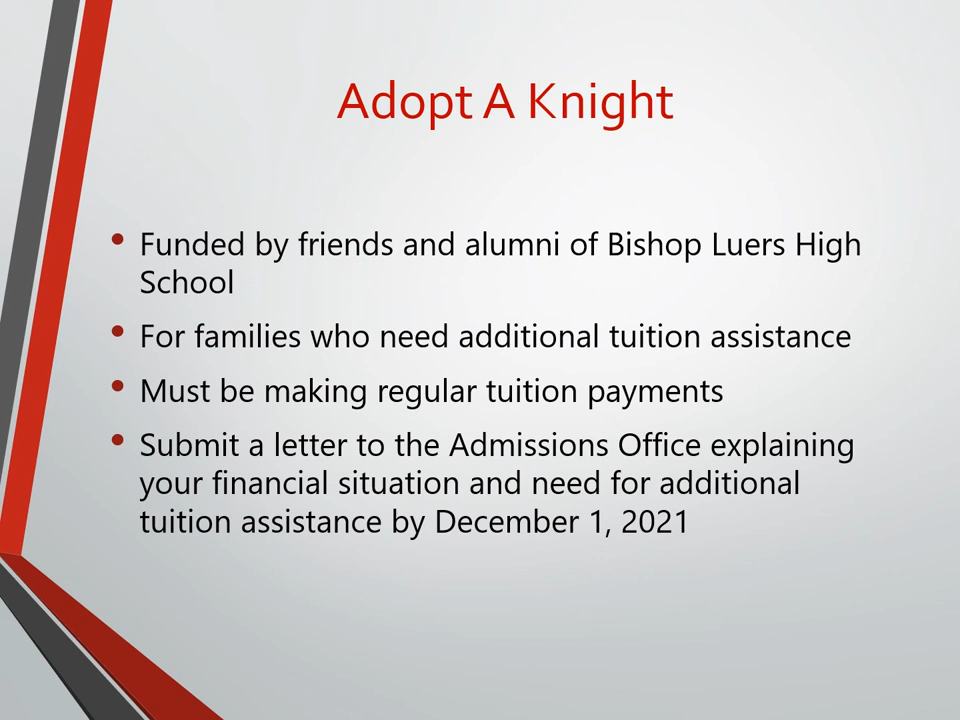 Adopt A Knight
• Funded by friends and alumni of Bishop Luers High
School
• For families who need additional tuition assistance
• Must be making regular tuition payments
• Submit a letter to the Admissions Office explaining
your financial situation and need for additional
tuition assistance by December 1, 2021